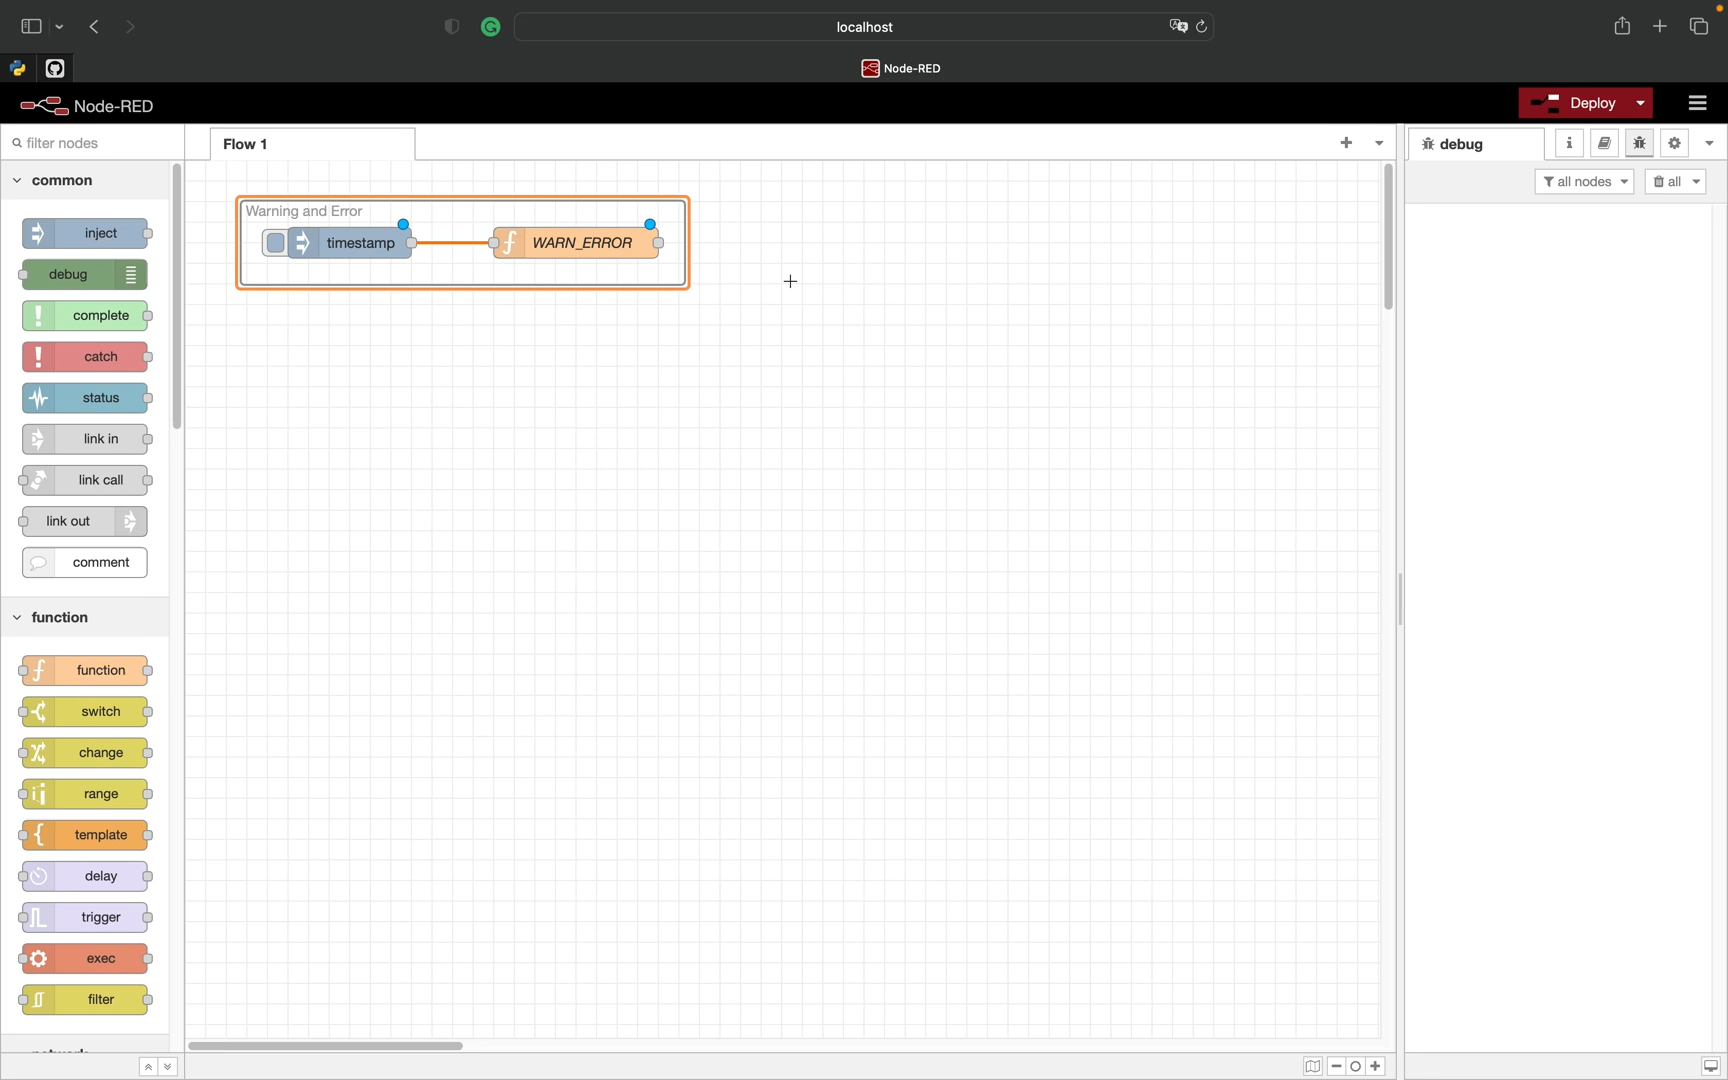 localhost
Node-RED
Node-RED
Deploy
filter nodes
Flow 1
debug
i
all nodes
all
common
inject
debug
complete
catch
status
link in
link call
link out
comment
function
function
switch
change
range
template
delay
trigger
exec
filter
Warning and Error
timestamp
WARN_ERROR